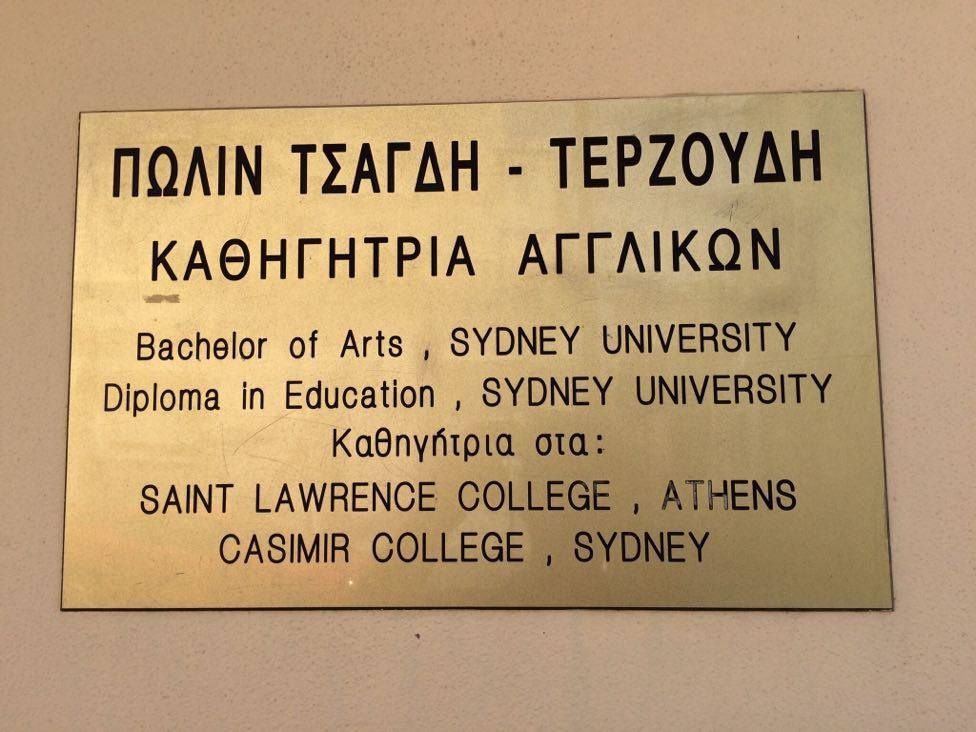 ΠΩΛΙΝ ΤΣΑΓΔΗ - ΤΕΡΖΟΥΔΗ
ΚΑΘΗΓΗΤΡΙΑ ΑΓΓΛΙΚΩΝ
Bachelor of Arts , SYDNEY UNIVERSITY
Diploma in Education , SYDNEY UNIVERSITY
Καθηγήτρια στα:
SAINT LAWRENCE COLLEGE , ATHENS
CASIMIR COLLEGE , SYDNEY